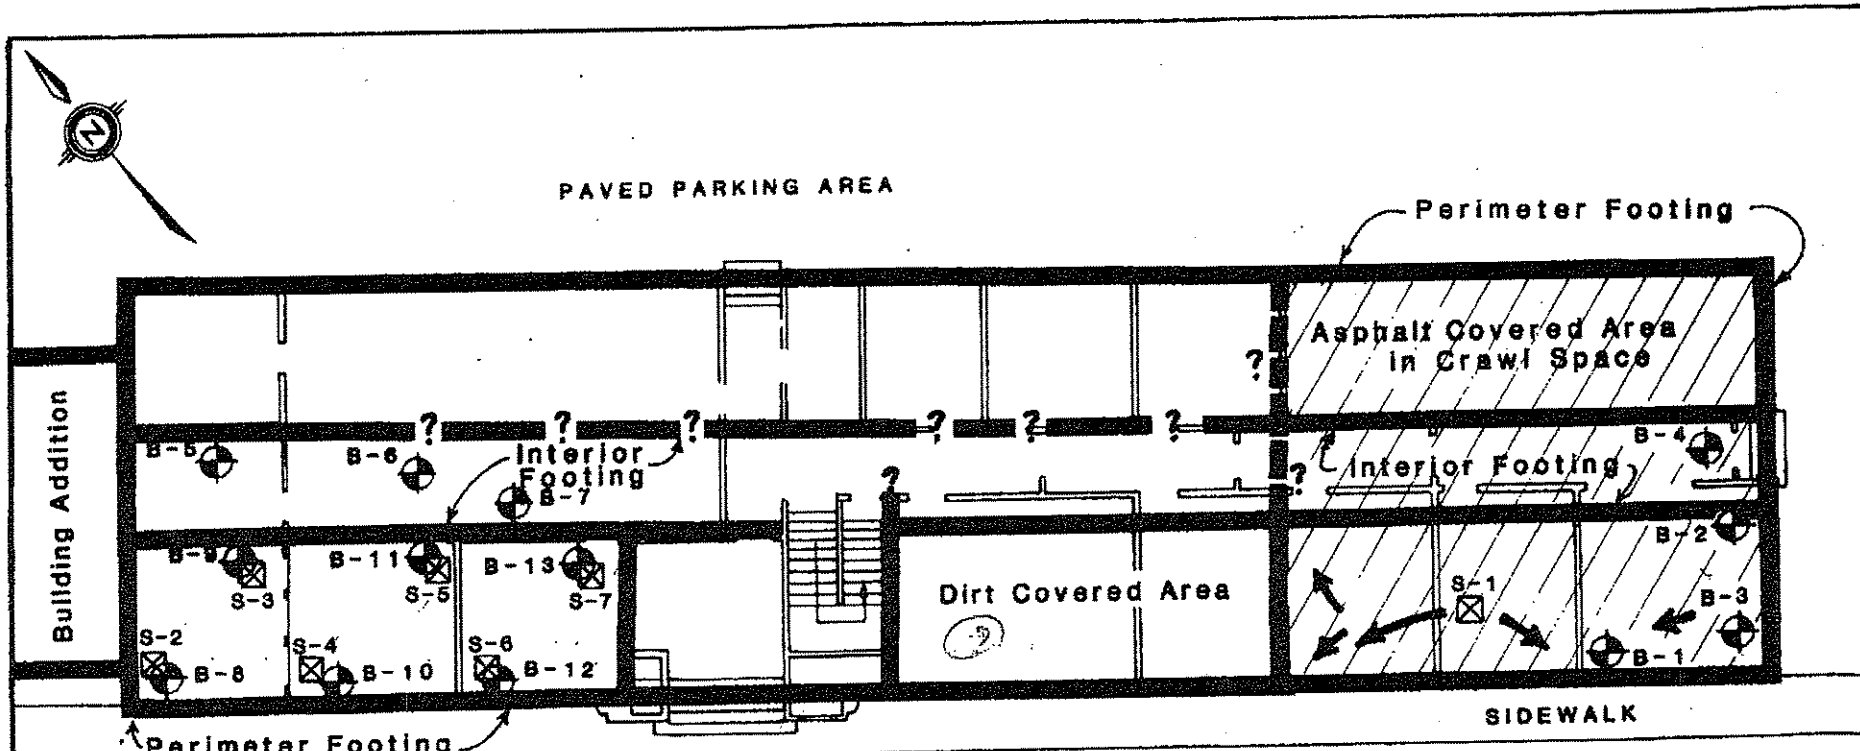 N
PAVED PARKING AREA
Perimeter Footing
Asphalt Covered Area
in Crawl Space
?
? ? ? ? ? ?
B-5
B-6
Interior
Footing
B-7
?
?
Interior Footing
B-4
Building Addition
B-9
S-3
B-11
S-5
B-13
S-7
Dirt Covered Area
?
B-2
S-1
B-3
S-2
B-8
S-4
B-10
S-6
B-12
B-1
SIDEWALK
Perimeter Footing